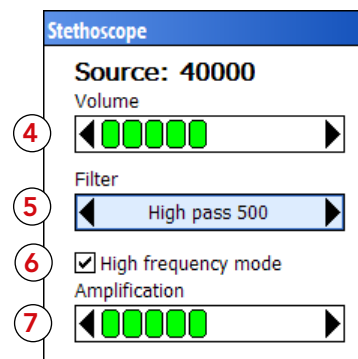 Stethoscope
Source: 40000
Volume
4
Filter
5 High pass 500
6 High frequency mode
Amplification
7